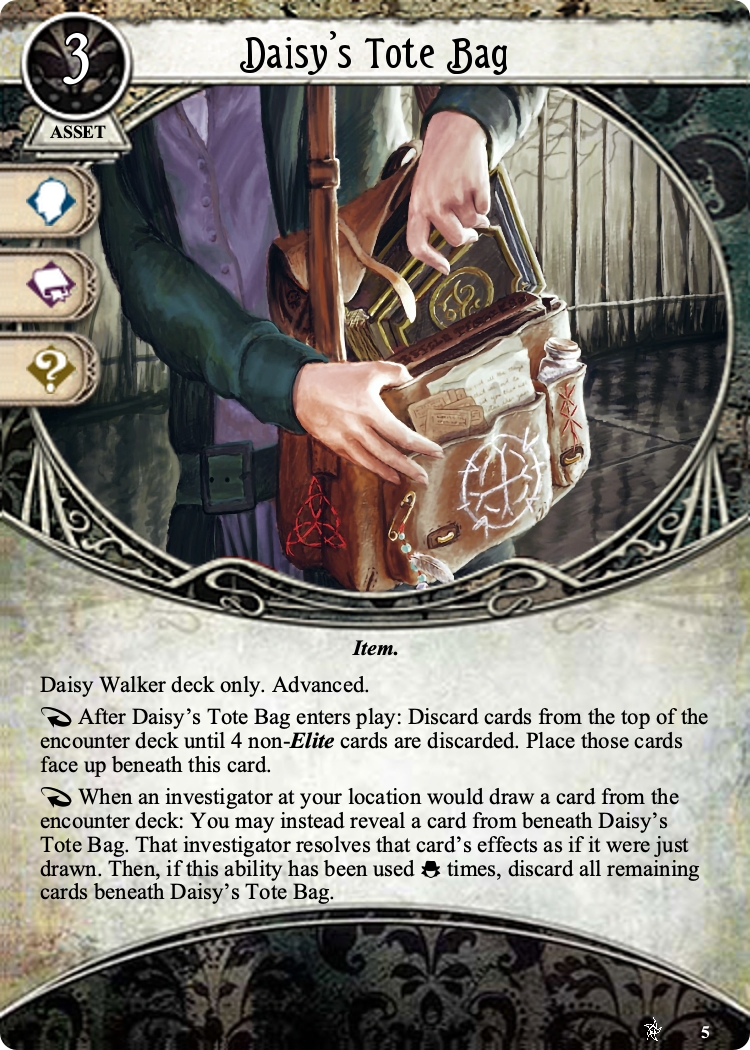 3
Daisy's Tote Bag
ASSET
Item.
Daisy Walker deck only. Advanced.
After Daisy's Tote Bag enters play: Discard cards from the top of the
encounter deck until 4 non-Elite cards are discarded. Place those cards
face up beneath this card.
When an investigator at your location would draw a card from the
encounter deck: You may instead reveal a card from beneath Daisy's
Tote Bag. That investigator resolves that card's effects as if it were just
drawn. Then, if this ability has been used times, discard all remaining
cards beneath Daisy's Tote Bag.
5